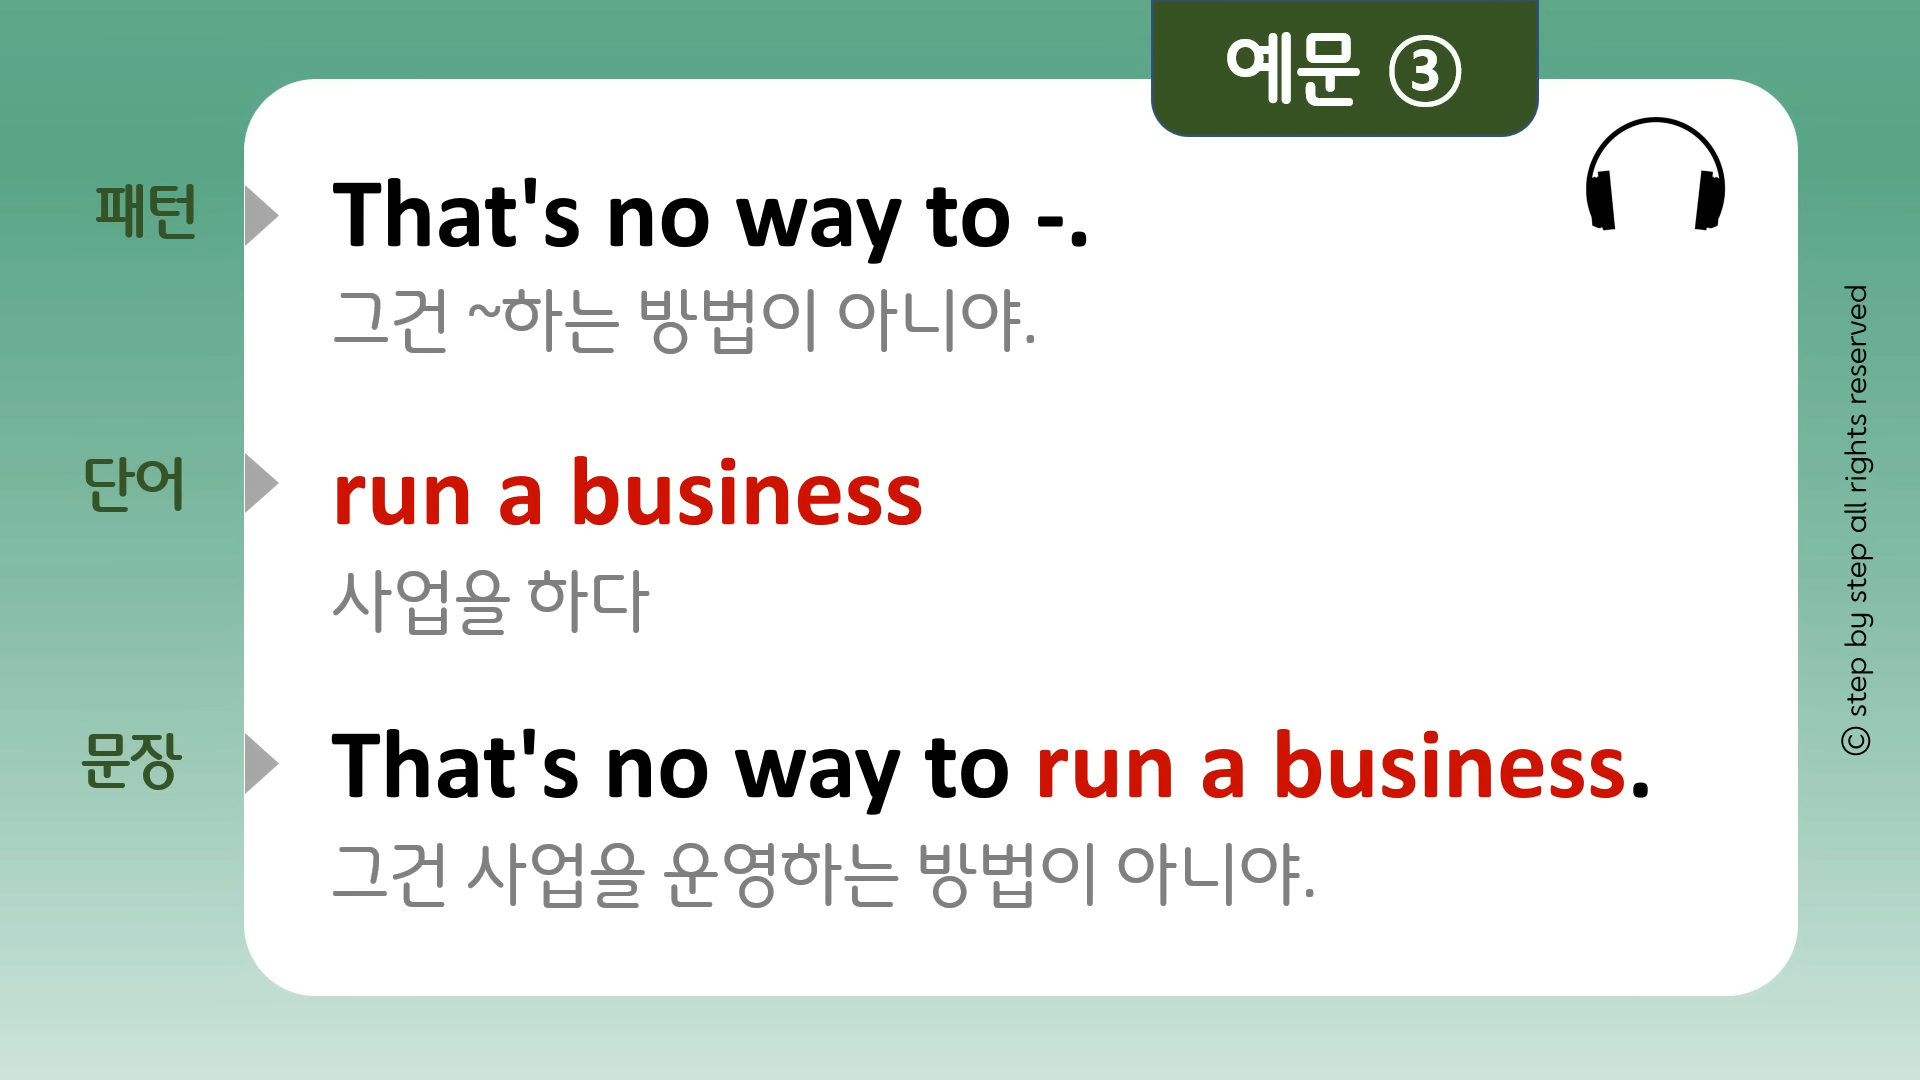 예문 ③
패턴
That's no way to -.
그건 ~하는 방법이 아니야.
단어
run a business
사업을 하다
문장
That's no way to run a business.
그건 사업을 운영하는 방법이 아니야.
© step by step all rights reserved